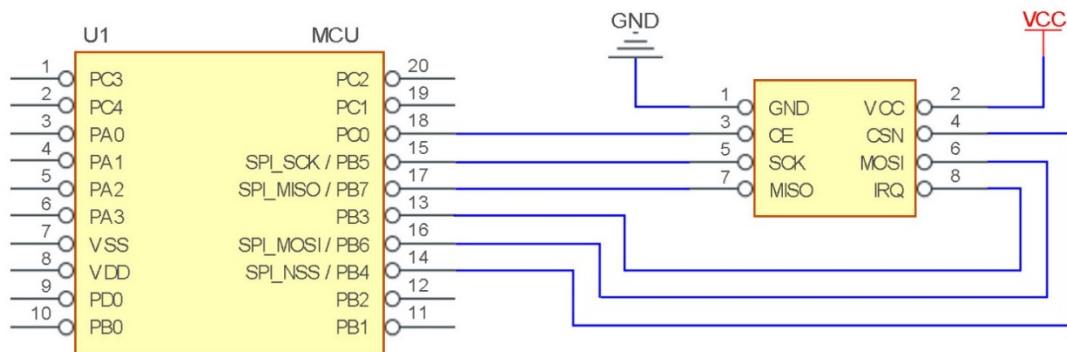 GND VCC
U1 MCU
1 PC3 PC2 20
2 PC4 PC1 19
3 PA0 PC0 18
4 PA1 SPI_SCK / PB5 15
5 PA2 SPI_MISO / PB7 17
6 PA3 PB3 13
7 VSS SPI_MOSI / PB6 16
8 VDD SPI_NSS / PB4 14
9 PD0 PB2 12
10 PB0 PB1 11
1 GND VCC 2
3 CE CSN 4
5 SCK MOSI 6
7 MISO IRQ 8